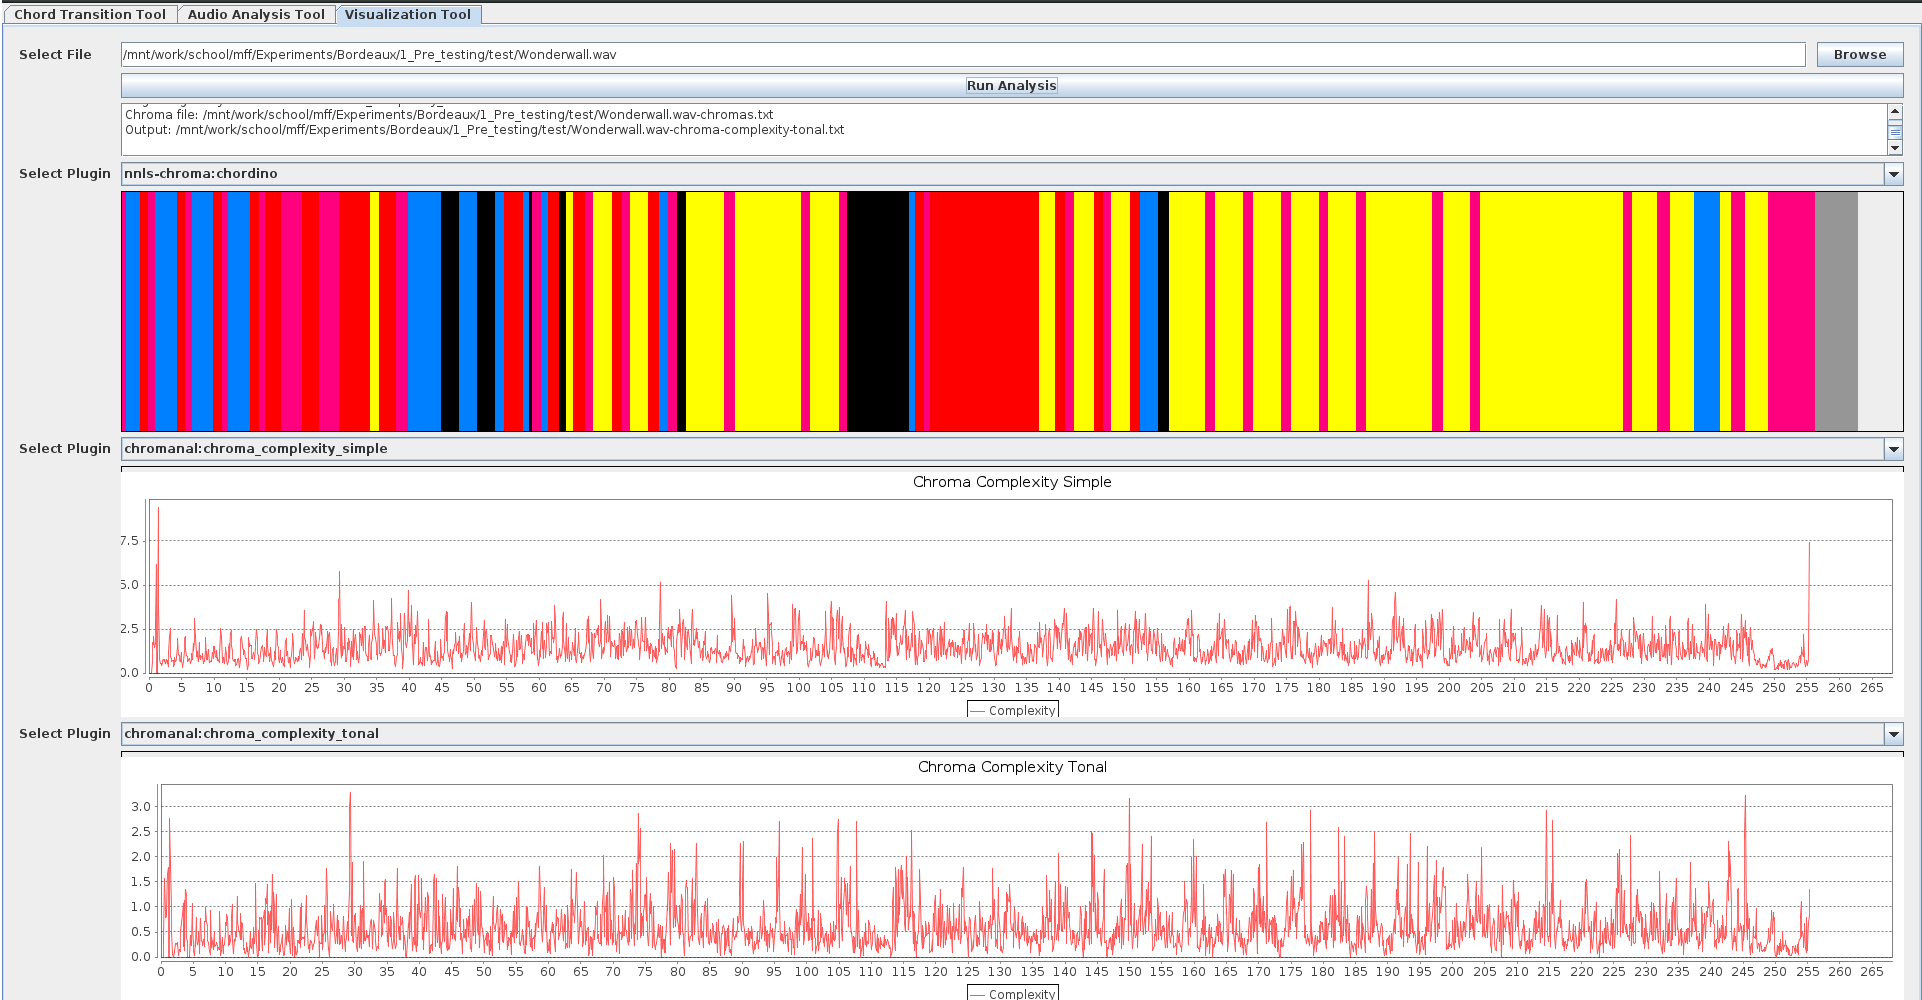 Chord Transition Tool Audio Analysis Tool Visualization Tool
Select File /mnt/work/school/mff/Experiments/Bordeaux/1_Pre_testing/test/Wonderwall.wav Browse
Run Analysis
Chroma file: /mnt/work/school/mff/Experiments/Bordeaux/1_Pre_testing/test/Wonderwall.wav-chromas.txt
Output: /mnt/work/school/mff/Experiments/Bordeaux/1_Pre_testing/test/Wonderwall.wav-chroma-complexity-tonal.txt
Select Plugin nnls-chroma:chordino
Select Plugin chromanal:chroma_complexity_simple
Chroma Complexity Simple
7.5
5.0
2.5
0.0
0 5 10 15 20 25 30 35 40 45 50 55 60 65 70 75 80 85 90 95 100 105 110 115 120 125 130 135 140 145 150 155 160 165 170 175 180 185 190 195 200 205 210 215 220 225 230 235 240 245 250 255 260 265
Complexity
Select Plugin chromanal:chroma_complexity_tonal
Chroma Complexity Tonal
3.0
2.5
2.0
1.5
1.0
0.5
0.0
0 5 10 15 20 25 30 35 40 45 50 55 60 65 70 75 80 85 90 95 100 105 110 115 120 125 130 135 140 145 150 155 160 165 170 175 180 185 190 195 200 205 210 215 220 225 230 235 240 245 250 255 260 265
Complexity